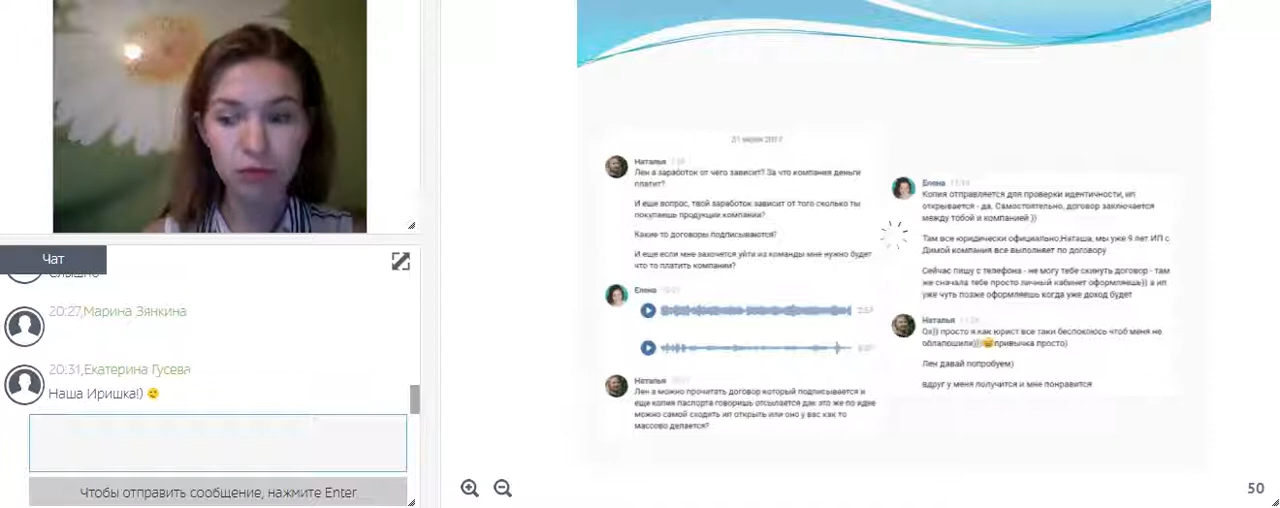 Чат
Слышно
20:27,Марина Зянкина
20:31,Екатерина Гусева
Наша Иришка!)
Чтобы отправить сообщение, нажмите Enter
2017
Наталья
Лен а заработок от чего зависит? За что компания деньги
платит?
И еще вопрос, твой заработок зависит от того сколько ты
покупаешь продукции компании?
Какие то договоры подписываются?
И еще если мне захочется уйти из команды мне нужно будет
что то платить компании?
Елена
Наталья
Лен а можно прочитать договор который подписывается и
еще копия паспорта говоришь отсылается дак это же по идее
можно самой сходить ип открыть или оно у вас как то
массово делается?
Елена
Копия отправляется для проверки идентичности, ип
открывается - да. Самостоятельно, договор заключается
между тобой и компанией ))
Там все юридически официально,Наташа, мы уже 9 лет ИП с
Димой компания все выполняет по договору
Сейчас пишу с телефона - не могу тебе скинуть договор - там
же сначала тебе просто личный кабинет оформляешь)) а ип
уже чуть позже оформляешь когда уже доход будет
Наталья
просто я как юрист все таки беспокоюсь чтоб меня не
облапошили))) привычка просто)
Лен давай попробуем)
вдруг у меня получится и мне понравится
50